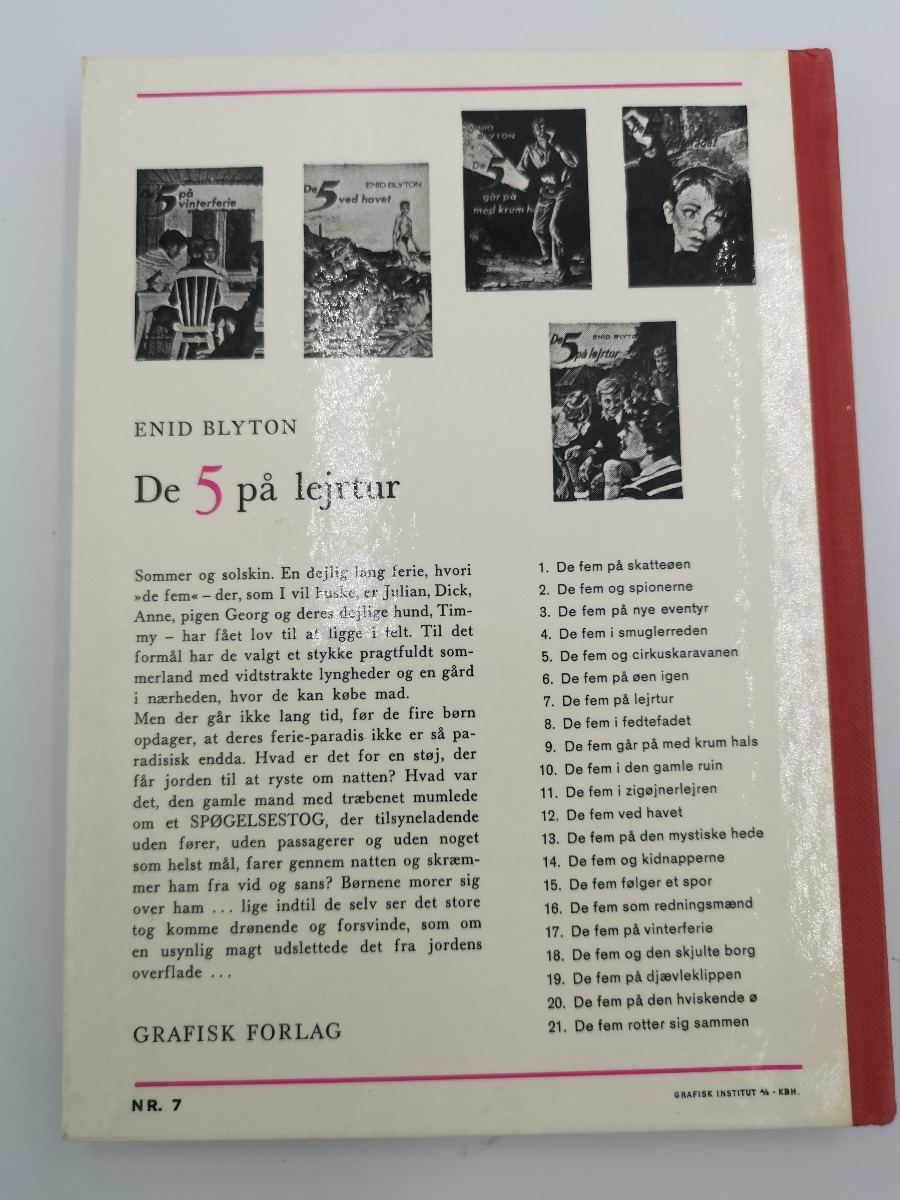 De 5 på
vinterferie
De 5 ENID BLYTON
ved havet
ENID
BLYTON
De 5
går på
med krum hals
De 5 ENID BLYTON
på lejrtur
ENID BLYTON
De 5 på lejrtur
Sommer og solskin. En dejlig lang ferie, hvori
»de fem« – der, som I vil huske, er Julian, Dick,
Anne, pigen Georg og deres dejlige hund, Tim-
my – har fået lov til at ligge i telt. Til det
formål har de valgt et stykke pragtfuldt som-
merland med vidtstrakte lyngheder og en gård
i nærheden, hvor de kan købe mad.
Men der går ikke lang tid, før de fire børn
opdager, at deres ferie-paradis ikke er så pa-
radisisk endda. Hvad er det for en støj, der
får jorden til at ryste om natten? Hvad var
det, den gamle mand med træbenet mumlede
om et SPØGELSESTOG, der tilsyneladende
uden fører, uden passagerer og uden noget
som helst mål, farer gennem natten og skræm-
mer ham fra vid og sans? Børnene morer sig
over ham ... lige indtil de selv ser det store
tog komme drønende og forsvinde, som om
en usynlig magt udslettede det fra jordens
overflade ...
GRAFISK FORLAG
1. De fem på skatteøen
2. De fem og spionerne
3. De fem på nye eventyr
4. De fem i smuglerreden
5. De fem og cirkuskaravanen
6. De fem på øen igen
7. De fem på lejrtur
8. De fem i fedtefadet
9. De fem går på med krum hals
10. De fem i den gamle ruin
11. De fem i zigøjnerlejren
12. De fem ved havet
13. De fem på den mystiske hede
14. De fem og kidnapperne
15. De fem følger et spor
16. De fem som redningsmænd
17. De fem på vinterferie
18. De fem og den skjulte borg
19. De fem på djævleklippen
20. De fem på den hviskende ø
21. De fem rotter sig sammen
NR. 7
GRAFISK INSTITUT A/S · KBH.